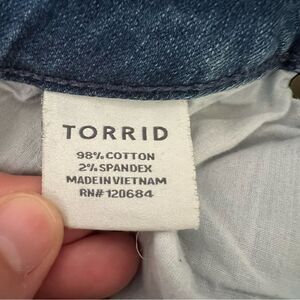 TORRID
98% COTTON
2% SPANDEX
MADE IN VIETNAM
RN# 120684